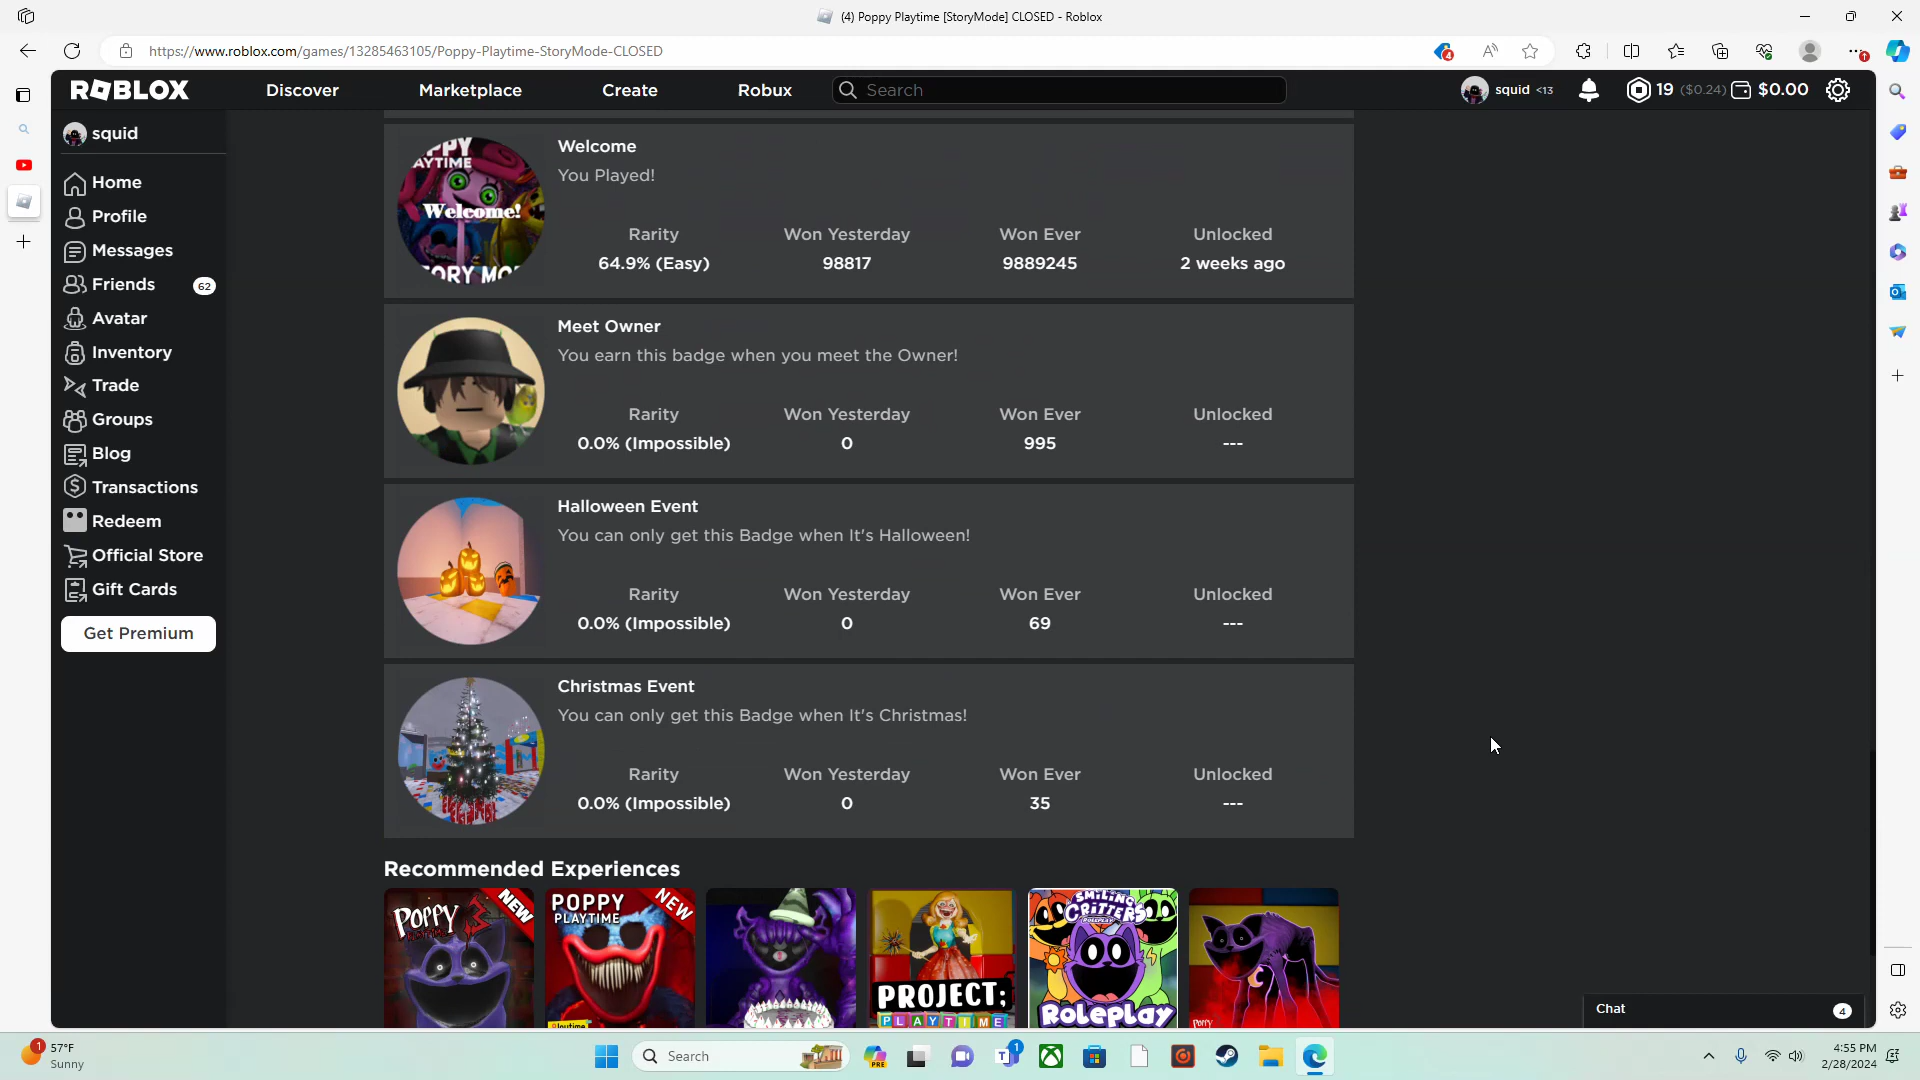 (4) Poppy Playtime [StoryMode] CLOSED - Roblox
https://www.roblox.com/games/13285463105/Poppy-Playtime-StoryMode-CLOSED
4
ROBLOX
Discover
Marketplace
Create
Robux
Search
squid <13
19 ($0.24)
$0.00
squid
Home
Profile
Messages
Friends 62
Avatar
Inventory
Trade
Groups
Blog
Transactions
Redeem
Official Store
Gift Cards
Get Premium
Welcome!
Welcome
You Played!
Rarity Won Yesterday Won Ever Unlocked
64.9% (Easy) 98817 9889245 2 weeks ago
Meet Owner
You earn this badge when you meet the Owner!
Rarity Won Yesterday Won Ever Unlocked
0.0% (Impossible) 0 995 ---
Halloween Event
You can only get this Badge when It's Halloween!
Rarity Won Yesterday Won Ever Unlocked
0.0% (Impossible) 0 69 ---
Christmas Event
You can only get this Badge when It's Christmas!
Rarity Won Yesterday Won Ever Unlocked
0.0% (Impossible) 0 35 ---
Recommended Experiences
POPPY 3 NEW
POPPY PLAYTIME NEW
PROJECT;
PLAYTIME
SMILING CRITTERS
ROLEPLAY
Chat 4
1
57°F
Sunny
Search
PRE
1
4:55 PM
2/28/2024